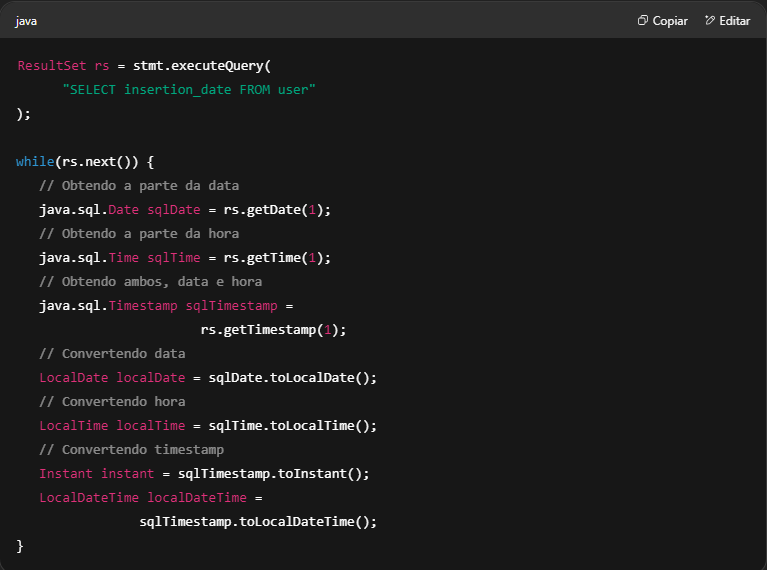 java
Copiar
Editar
ResultSet rs = stmt.executeQuery(
"SELECT insertion_date FROM user"
);
while(rs.next()) {
// Obtendo a parte da data
java.sql.Date sqlDate = rs.getDate(1);
// Obtendo a parte da hora
java.sql.Time sqlTime = rs.getTime(1);
// Obtendo ambos, data e hora
java.sql.Timestamp sqlTimestamp =
rs.getTimestamp(1);
// Convertendo data
LocalDate localDate = sqlDate.toLocalDate();
// Convertendo hora
LocalTime localTime = sqlTime.toLocalTime();
// Convertendo timestamp
Instant instant = sqlTimestamp.toInstant();
LocalDateTime localDateTime =
sqlTimestamp.toLocalDateTime();
}